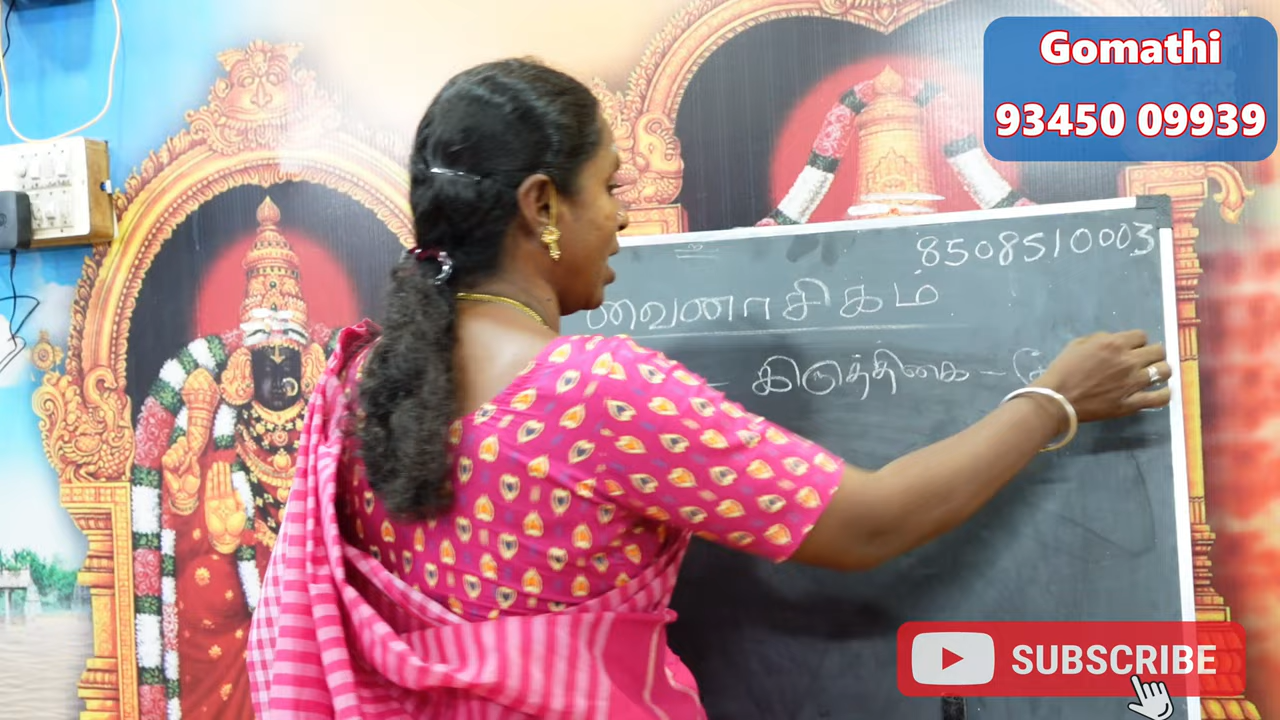 Gomathi
93450 09939
8508510003
வைணாசிகம்
- கிருத்திகை -
SUBSCRIBE